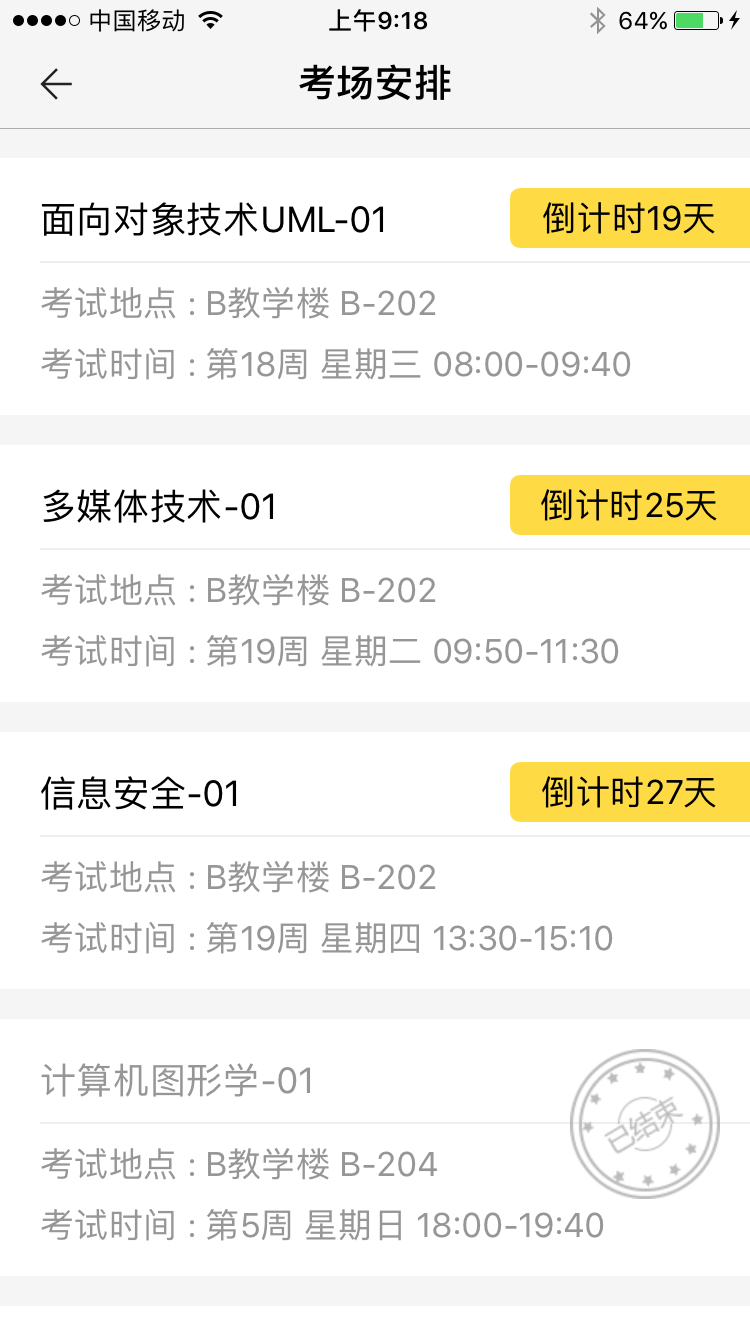 中国移动 上午9:18 64%
考场安排
面向对象技术UML-01 倒计时19天
考试地点 : B教学楼 B-202
考试时间 : 第18周 星期三 08:00-09:40
多媒体技术-01 倒计时25天
考试地点 : B教学楼 B-202
考试时间 : 第19周 星期二 09:50-11:30
信息安全-01 倒计时27天
考试地点 : B教学楼 B-202
考试时间 : 第19周 星期四 13:30-15:10
计算机图形学-01
已结束
考试地点 : B教学楼 B-204
考试时间 : 第5周 星期日 18:00-19:40